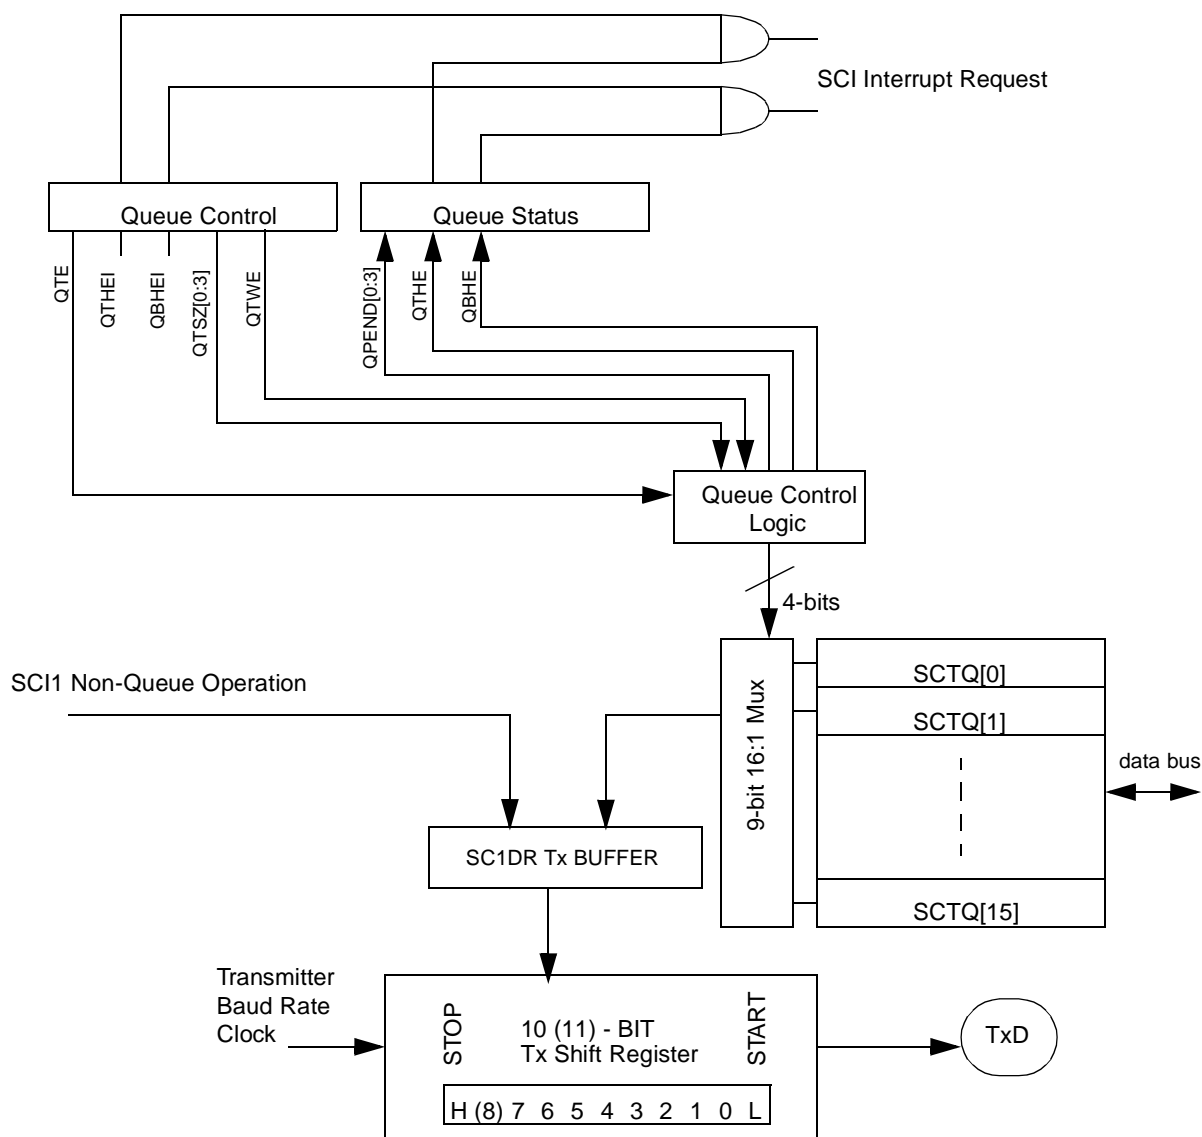 SCI Interrupt Request
Queue Control
Queue Status
QTE
QTHEI
QBHEI
QTSZ[0:3]
QTWE
QPEND[0:3]
QTHE
QBHE
Queue Control
Logic
4-bits
SCI1 Non-Queue Operation
9-bit 16:1 Mux
SCTQ[0]
SCTQ[1]
data bus
SC1DR Tx BUFFER
SCTQ[15]
Transmitter
Baud Rate
Clock
STOP
10 (11) - BIT
Tx Shift Register
START
TxD
H (8) 7 6 5 4 3 2 1 0 L